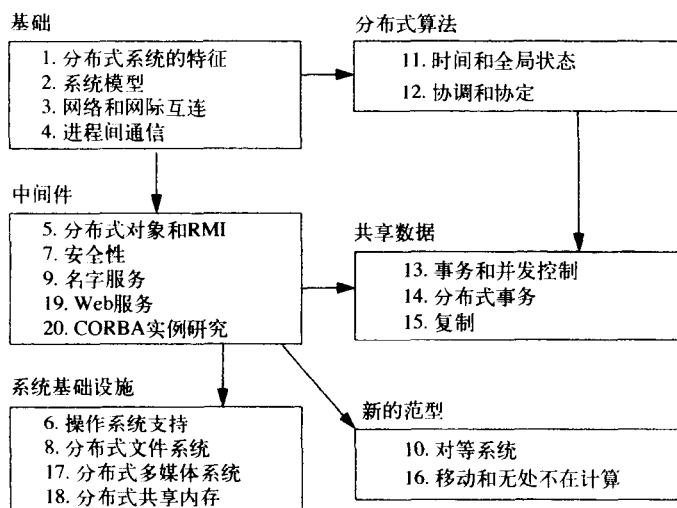 基础
1. 分布式系统的特征
2. 系统模型
3. 网络和网际互连
4. 进程间通信
分布式算法
11. 时间和全局状态
12. 协调和协定
中间件
5. 分布式对象和RMI
7. 安全性
9. 名字服务
19. Web服务
20. CORBA实例研究
共享数据
13. 事务和并发控制
14. 分布式事务
15. 复制
系统基础设施
6. 操作系统支持
8. 分布式文件系统
17. 分布式多媒体系统
18. 分布式共享内存
新的范型
10. 对等系统
16. 移动和无处不在计算